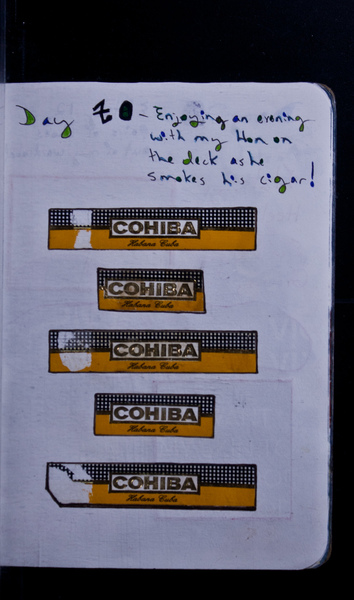 Day 20 - Enjoying an evening
with my Hon on
the deck as he
smokes his cigar!
COHIBA
Habana Cuba
COHIBA
Habana Cuba
COHIBA
Habana Cuba
COHIBA
Habana Cuba
COHIBA
Habana Cuba